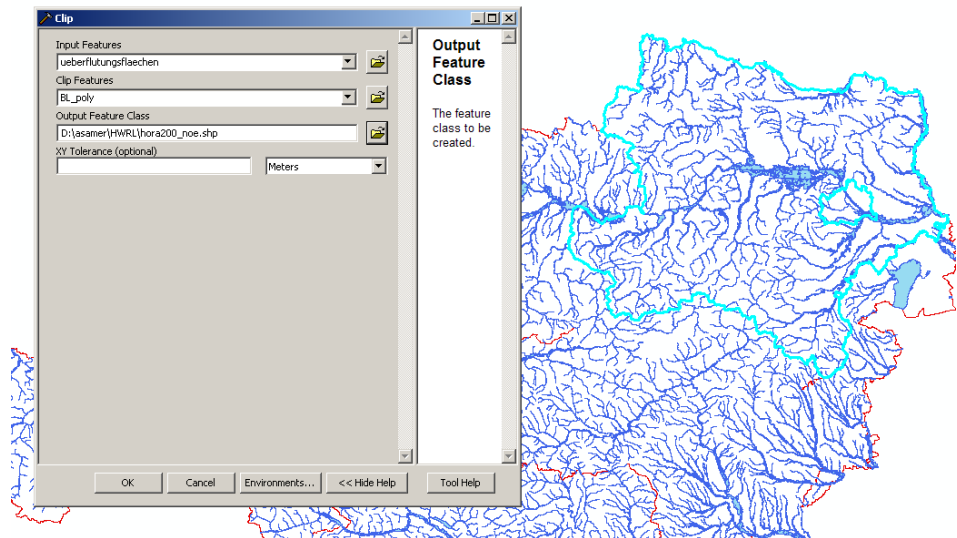 Clip
Input Features
ueberflutungsflaechen
Clip Features
BL_poly
Output Feature Class
D:\asamer\HWRL\hora200_noe.shp
XY Tolerance (optional)
Meters
OK
Cancel
Environments...
<< Hide Help
Output
Feature
Class
The feature
class to be
created.
Tool Help